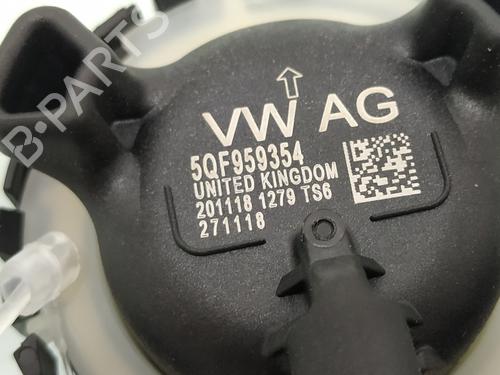 B-PARTS
VW AG
5QF959354
UNITED KINGDOM
201118 1279 TS6
271118